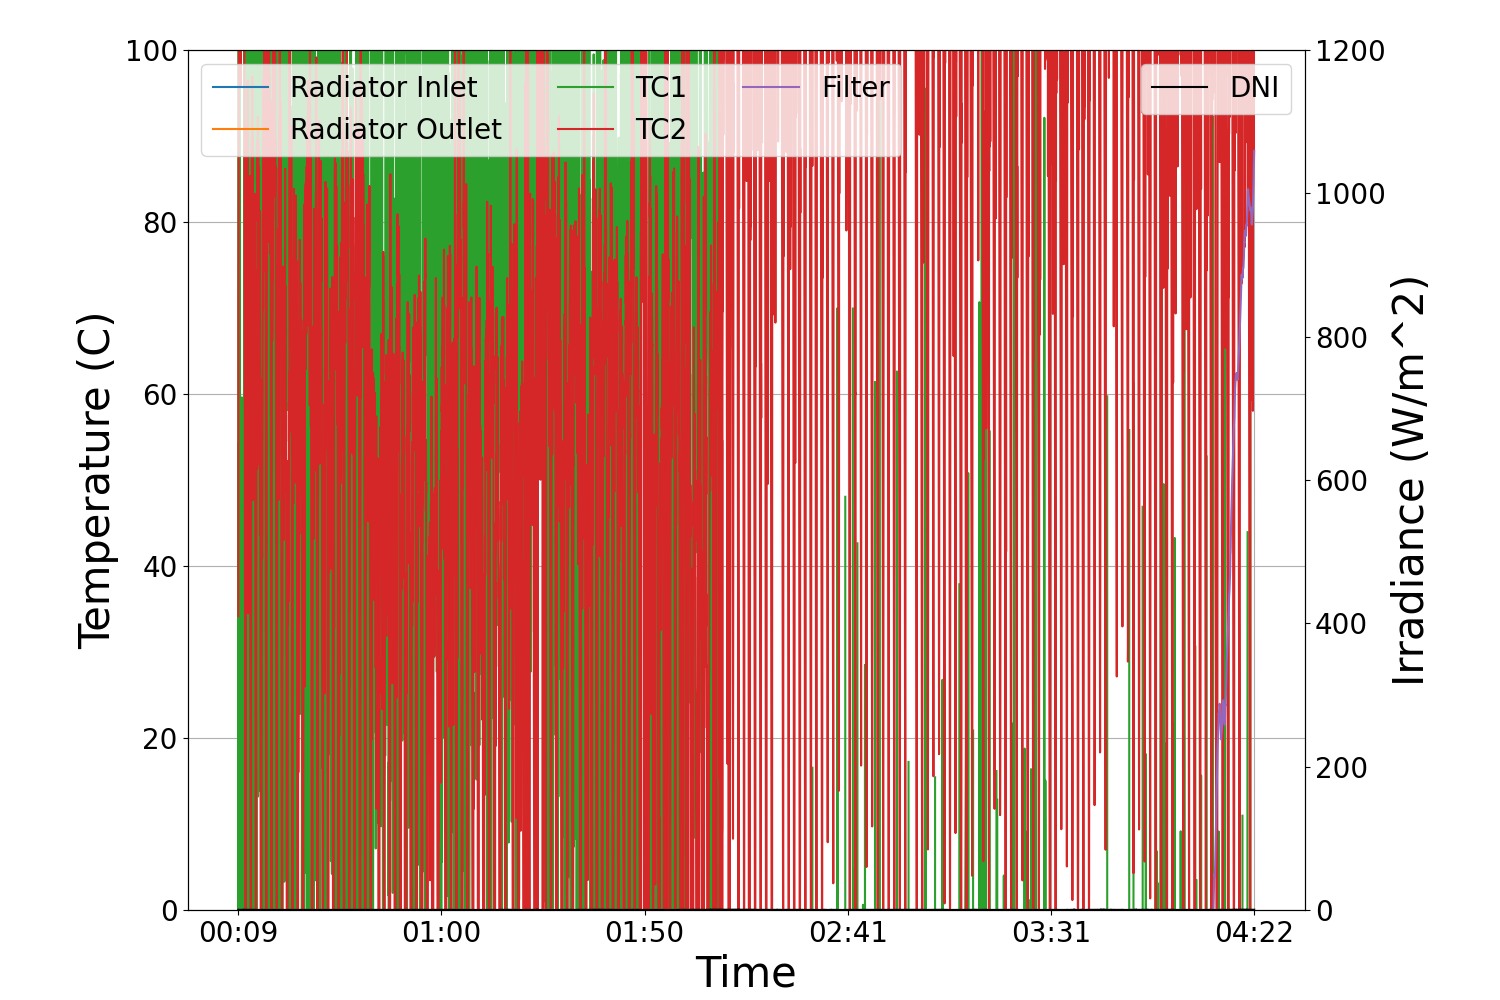 100
80
60
40
20
0
Temperature (C)
Radiator Inlet
Radiator Outlet
TC1
TC2
Filter
DNI
1200
1000
800
600
400
200
0
Irradiance (W/m^2)
00:09
01:00
01:50
02:41
03:31
04:22
Time